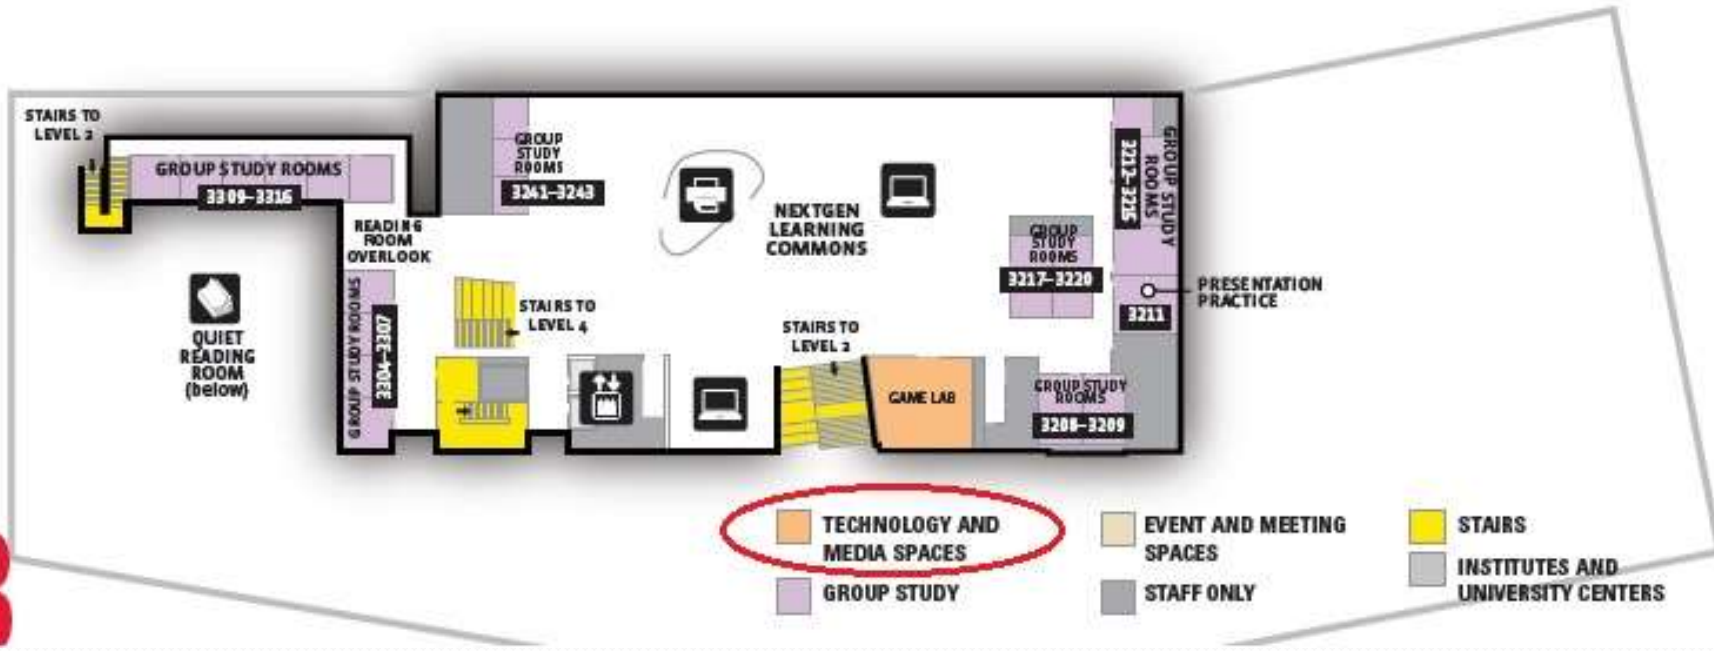 STAIRS TO
LEVEL 2
GROUP STUDY ROOMS
3309–3316
GROUP
STUDY
ROOMS
3241–3243
READING
ROOM
OVERLOOK
QUIET
READING
ROOM
(below)
GROUP STUDY ROOMS
3304–3307
STAIRS TO
LEVEL 4
NEXTGEN
LEARNING
COMMONS
STAIRS TO
LEVEL 2
GAME LAB
GROUP
STUDY
ROOMS
3217–3220
GROUP STUDY
ROOMS
3212–3215
PRESENTATION
PRACTICE
3211
GROUP STUDY
ROOMS
3208–3209
TECHNOLOGY AND
MEDIA SPACES
GROUP STUDY
EVENT AND MEETING
SPACES
STAFF ONLY
STAIRS
INSTITUTES AND
UNIVERSITY CENTERS